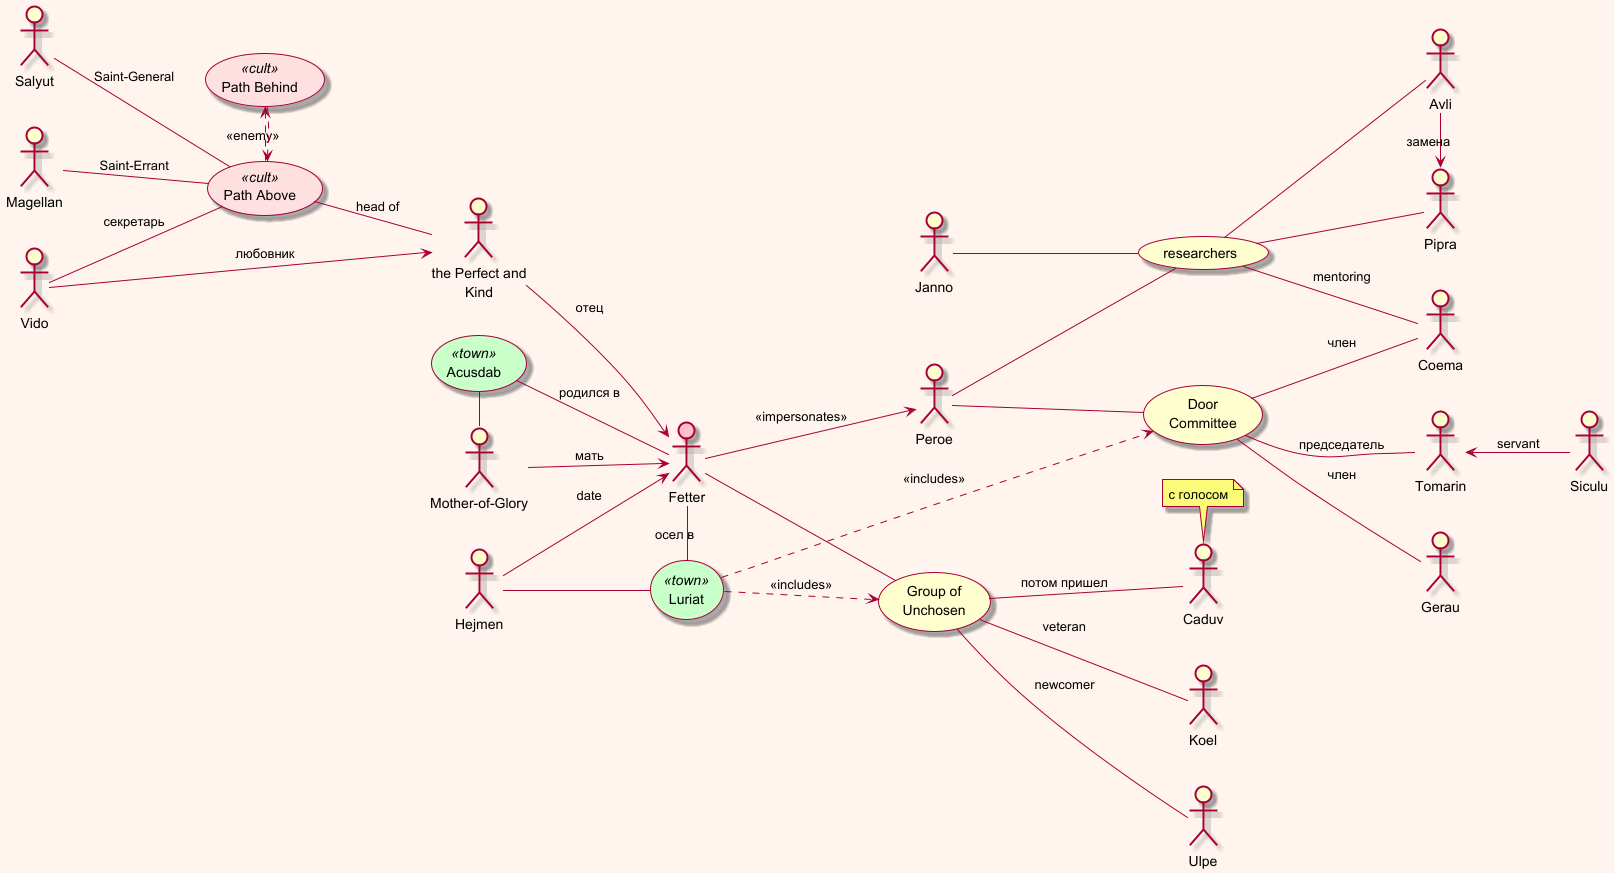 Salyut
Saint-General
«cult»
Path Behind
«enemy»
Magellan
Saint-Errant
«cult»
Path Above
секретарь
head of
любовник
Vido
the Perfect and
Kind
отец
«town»
Acusdab
родился в
мать
Mother-of-Glory
date
Fetter
осел в
Hejmen
«town»
Luriat
«impersonates»
«includes»
«includes»
Janno
Peroe
researchers
Avli
замена
Pipra
mentoring
Coema
член
Door
Committee
председатель
член
Tomarin
servant
Siculu
Gerau
с голосом
Group of
Unchosen
потом пришел
Caduv
veteran
Koel
newcomer
Ulpe